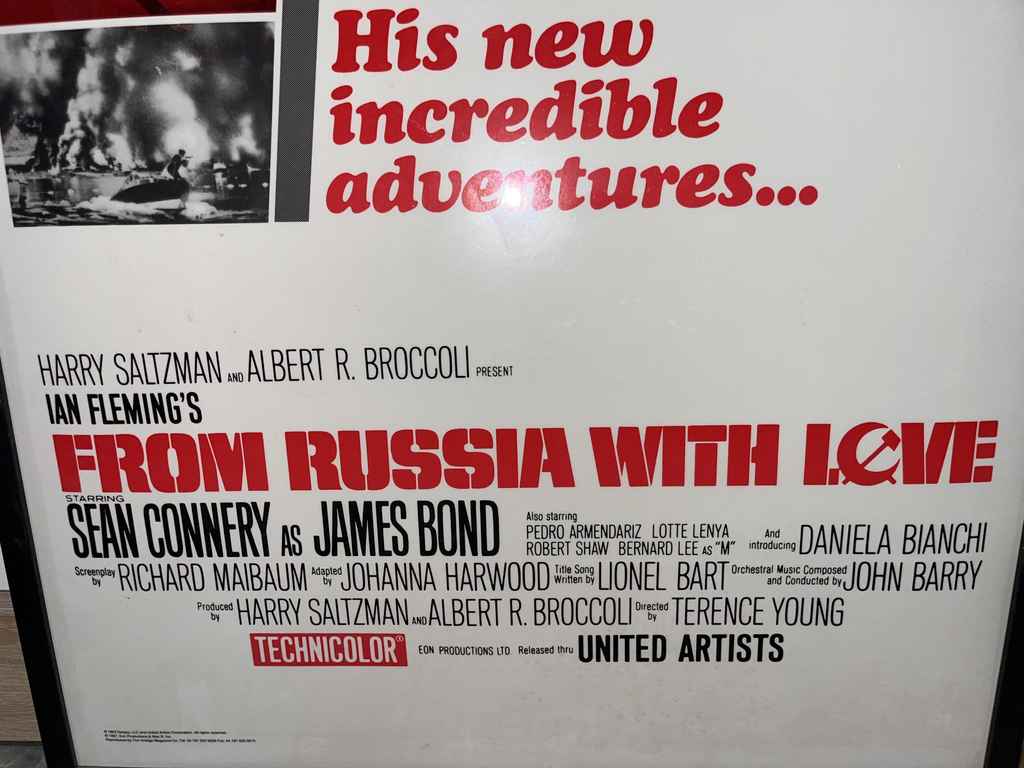 His new
incredible
adventures...
HARRY SALTZMAN AND ALBERT R. BROCCOLI PRESENT
IAN FLEMING'S
FROM RUSSIA WITH LOVE
STARRING
SEAN CONNERY AS JAMES BOND
Also starring
PEDRO ARMENDARIZ LOTTE LENYA
ROBERT SHAW BERNARD LEE AS "M"
And introducing DANIELA BIANCHI
Screenplay by RICHARD MAIBAUM Adapted by JOHANNA HARWOOD Title Song Written by LIONEL BART Orchestral Music Composed and Conducted by JOHN BARRY
Produced by HARRY SALTZMAN AND ALBERT R. BROCCOLI Directed by TERENCE YOUNG
TECHNICOLOR® EON PRODUCTIONS LTD. Released thru UNITED ARTISTS